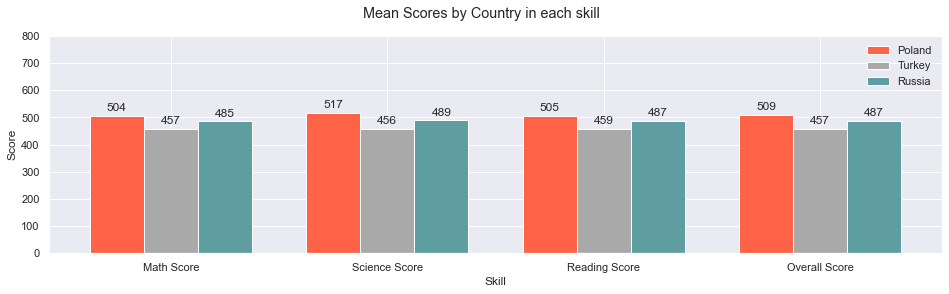 Mean Scores by Country in each skill
800
700
600
500
400
300
200
100
0
Score
504
457
485
517
456
489
505
459
487
509
457
487
Poland
Turkey
Russia
Math Score
Science Score
Reading Score
Overall Score
Skill